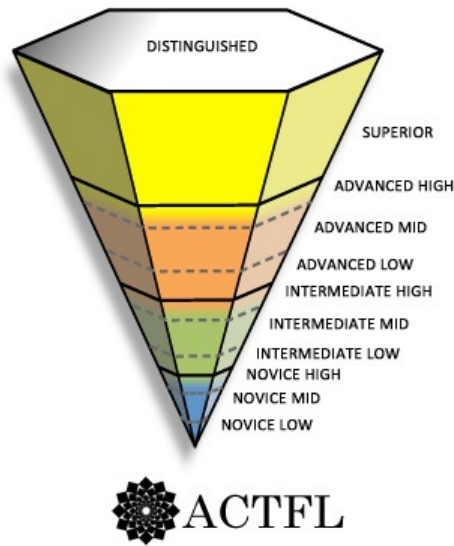 DISTINGUISHED
SUPERIOR
ADVANCED HIGH
ADVANCED MID
ADVANCED LOW
INTERMEDIATE HIGH
INTERMEDIATE MID
INTERMEDIATE LOW
NOVICE HIGH
NOVICE MID
NOVICE LOW
ACTFL